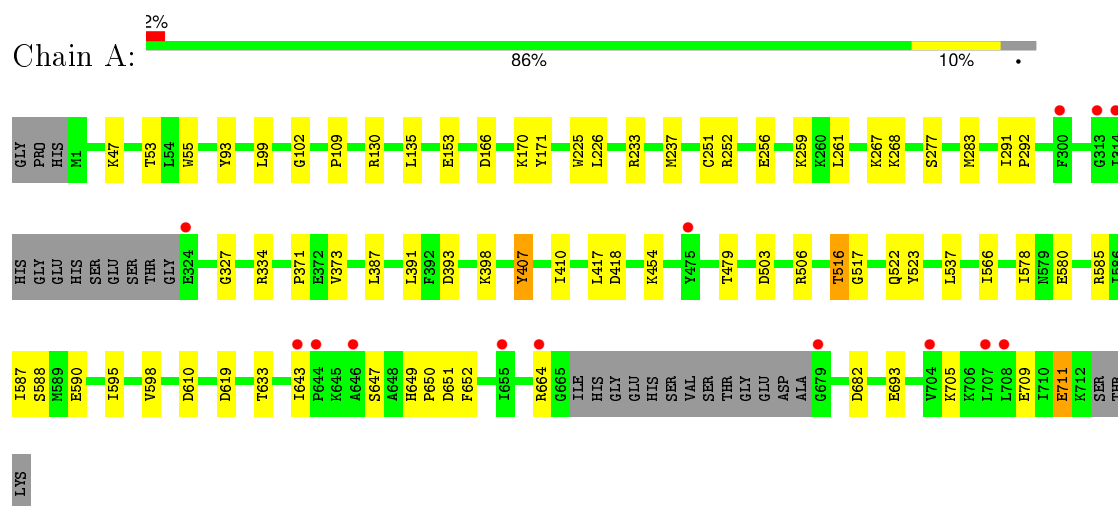 2%
Chain A:
86% 10% •
GLY PRO HIS M1 K47 T53 L54 W55 Y93 L99 G102 P109 R130 L135 E153 D166 K170 Y171 W225 L226 R233 M237 C251 R252 E256 K259 K260 L261 K267 K268 S277 M283 I291 P292 F300 G313 I314
HIS GLY GLU HIS SER GLU SER THR GLY E324 G327 R334 P371 E372 V373 L387 L391 F392 D393 K398 Y407 I410 L417 D418 K454 Y475 T479 D503 R506 T516 G517 Q522 Y523 L537 I566 I578 N579 E580 R585 I586
I587 S588 M589 E590 I595 V598 D610 D619 T633 I643 P644 K645 A646 S647 A648 H649 P650 D651 F652 I655 R664 G665 ILE HIS GLY GLU HIS SER VAL SER THR GLY GLU ASP ALA G679 D682 E693 V704 K705 K706 L707 L708 E709 I710 E711 K712 SER THR
LYS